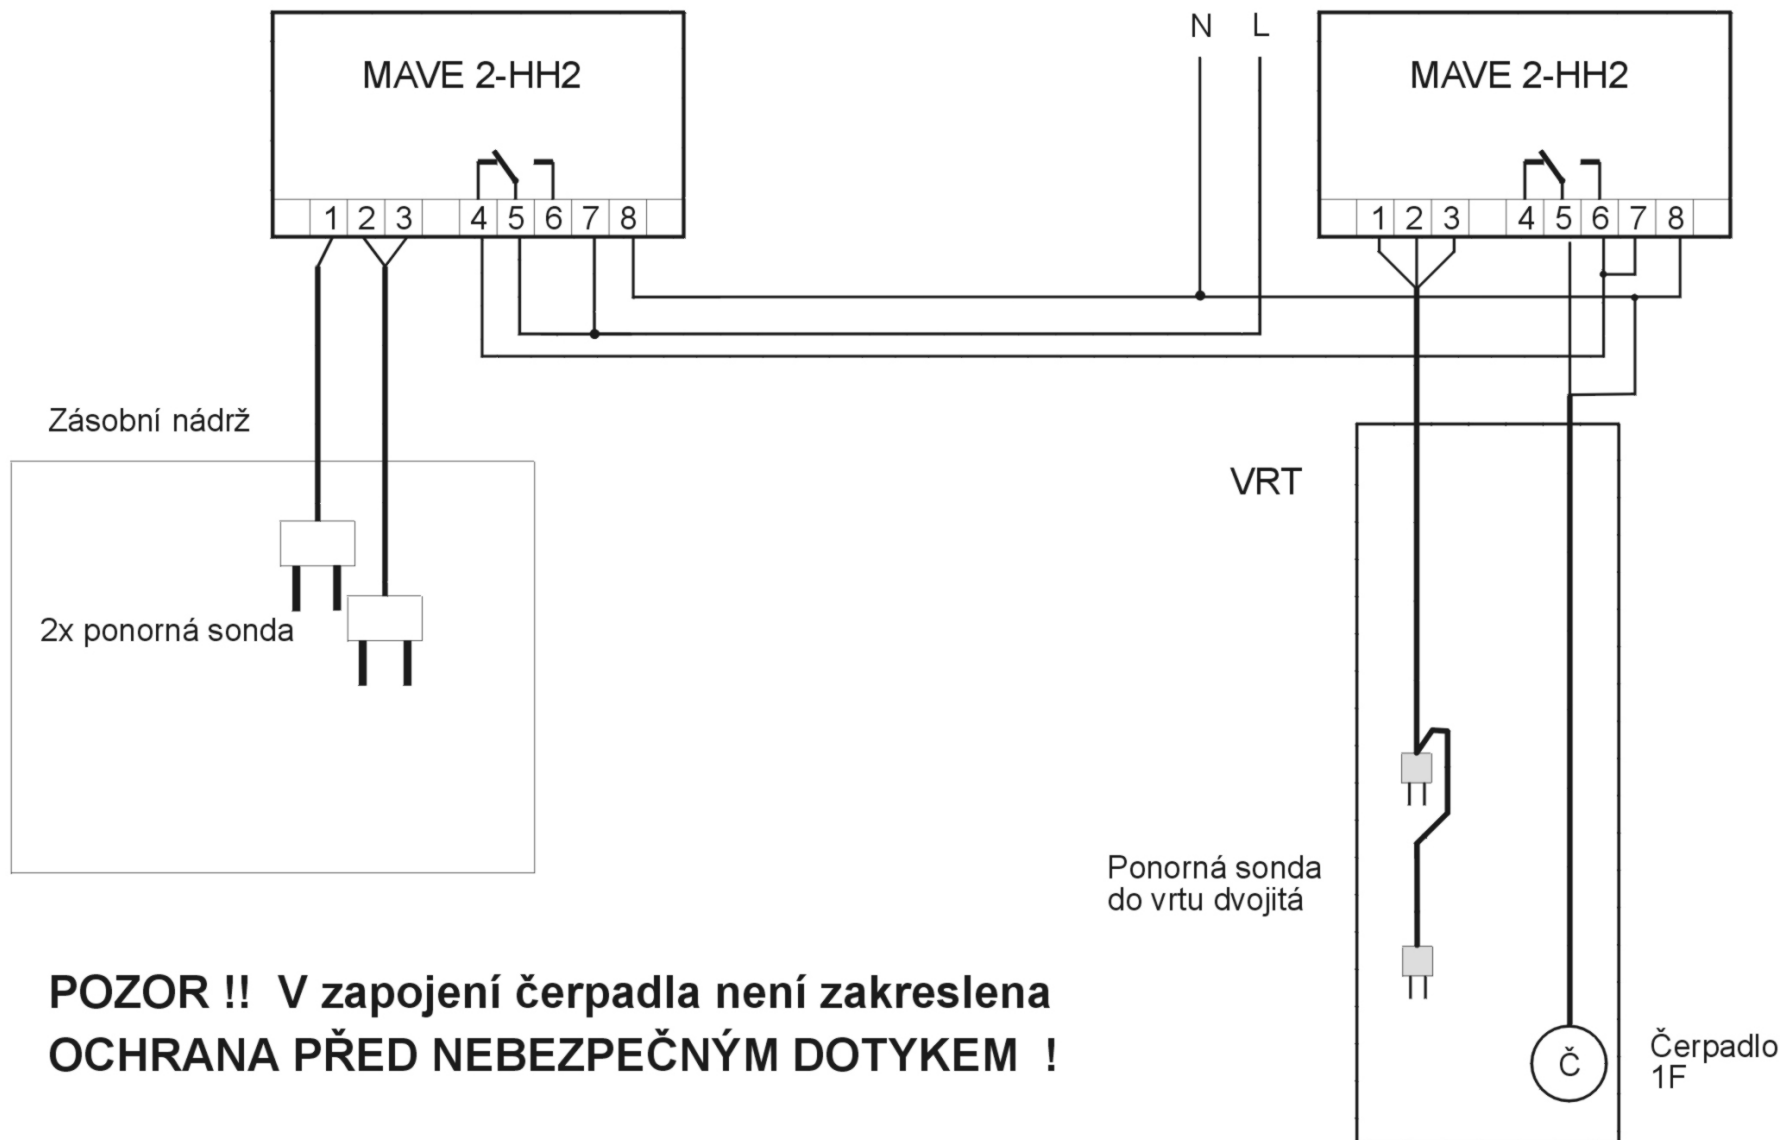 MAVE 2-HH2
1 2 3 4 5 6 7 8
N L
MAVE 2-HH2
1 2 3 4 5 6 7 8
Zásobní nádrž
2x ponorná sonda
VRT
Ponorná sonda
do vrtu dvojitá
Č
Čerpadlo
1F
POZOR !! V zapojení čerpadla není zakreslena
OCHRANA PŘED NEBEZPEČNÝM DOTYKEM !